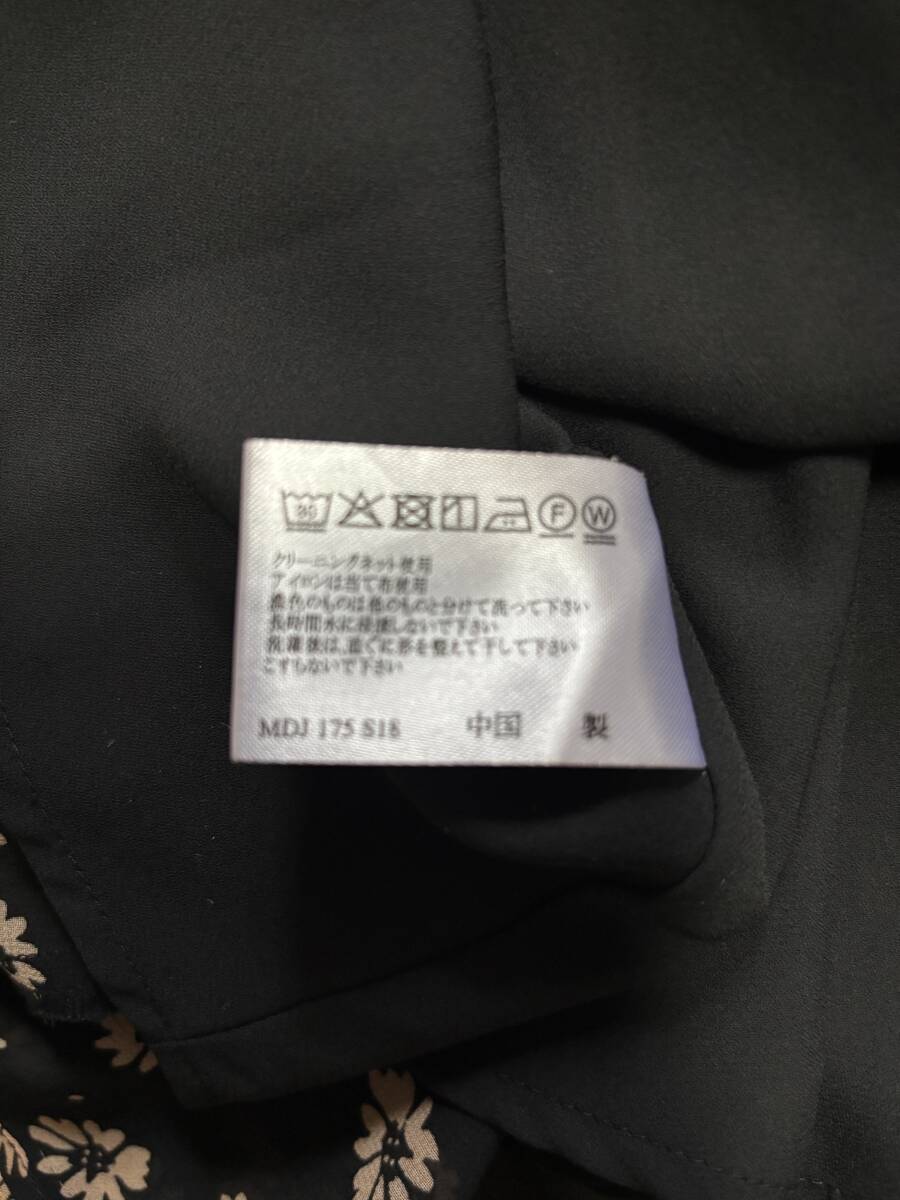 30 F W
クリーニングネット使用
アイロンは当て布使用
濃色のものは他のものと分けて洗って下さい
長時間水に浸漬しないで下さい
洗濯後は、直ぐに形を整えて干して下さい
こすらないで下さい
MDJ 175 S18 中国 製